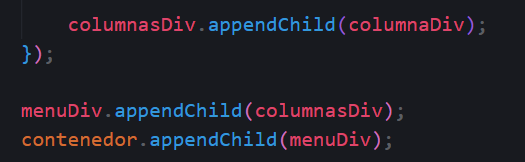 columnasDiv.appendChild(columnaDiv);
});
menuDiv.appendChild(columnasDiv);
contenedor.appendChild(menuDiv);